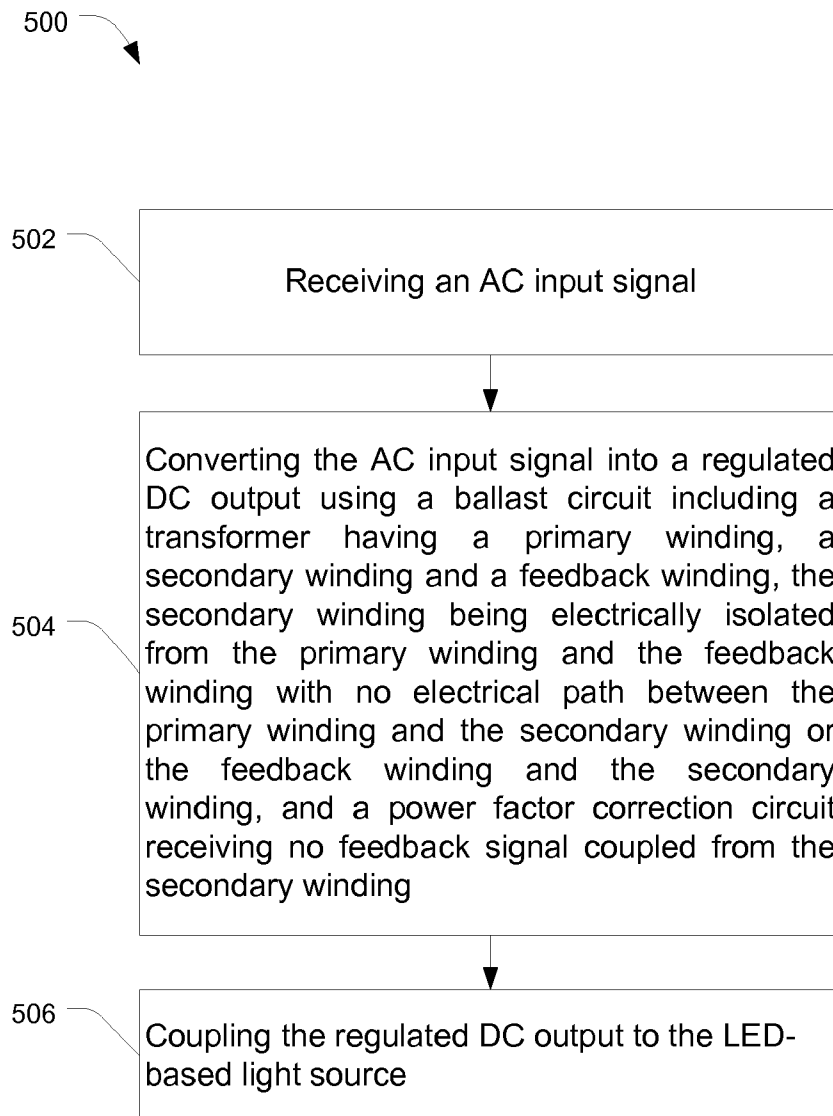 500
502
Receiving an AC input signal
504
Converting the AC input signal into a regulated
DC output using a ballast circuit including a
transformer having a primary winding, a
secondary winding and a feedback winding, the
secondary winding being electrically isolated
from the primary winding and the feedback
winding with no electrical path between the
primary winding and the secondary winding or
the feedback winding and the secondary
winding, and a power factor correction circuit
receiving no feedback signal coupled from the
secondary winding
506
Coupling the regulated DC output to the LED-
based light source